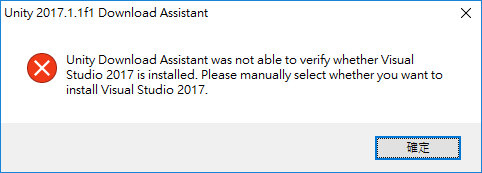 Unity 2017.1.1f1 Download Assistant
Unity Download Assistant was not able to verify whether Visual
Studio 2017 is installed. Please manually select whether you want to
install Visual Studio 2017.
確定